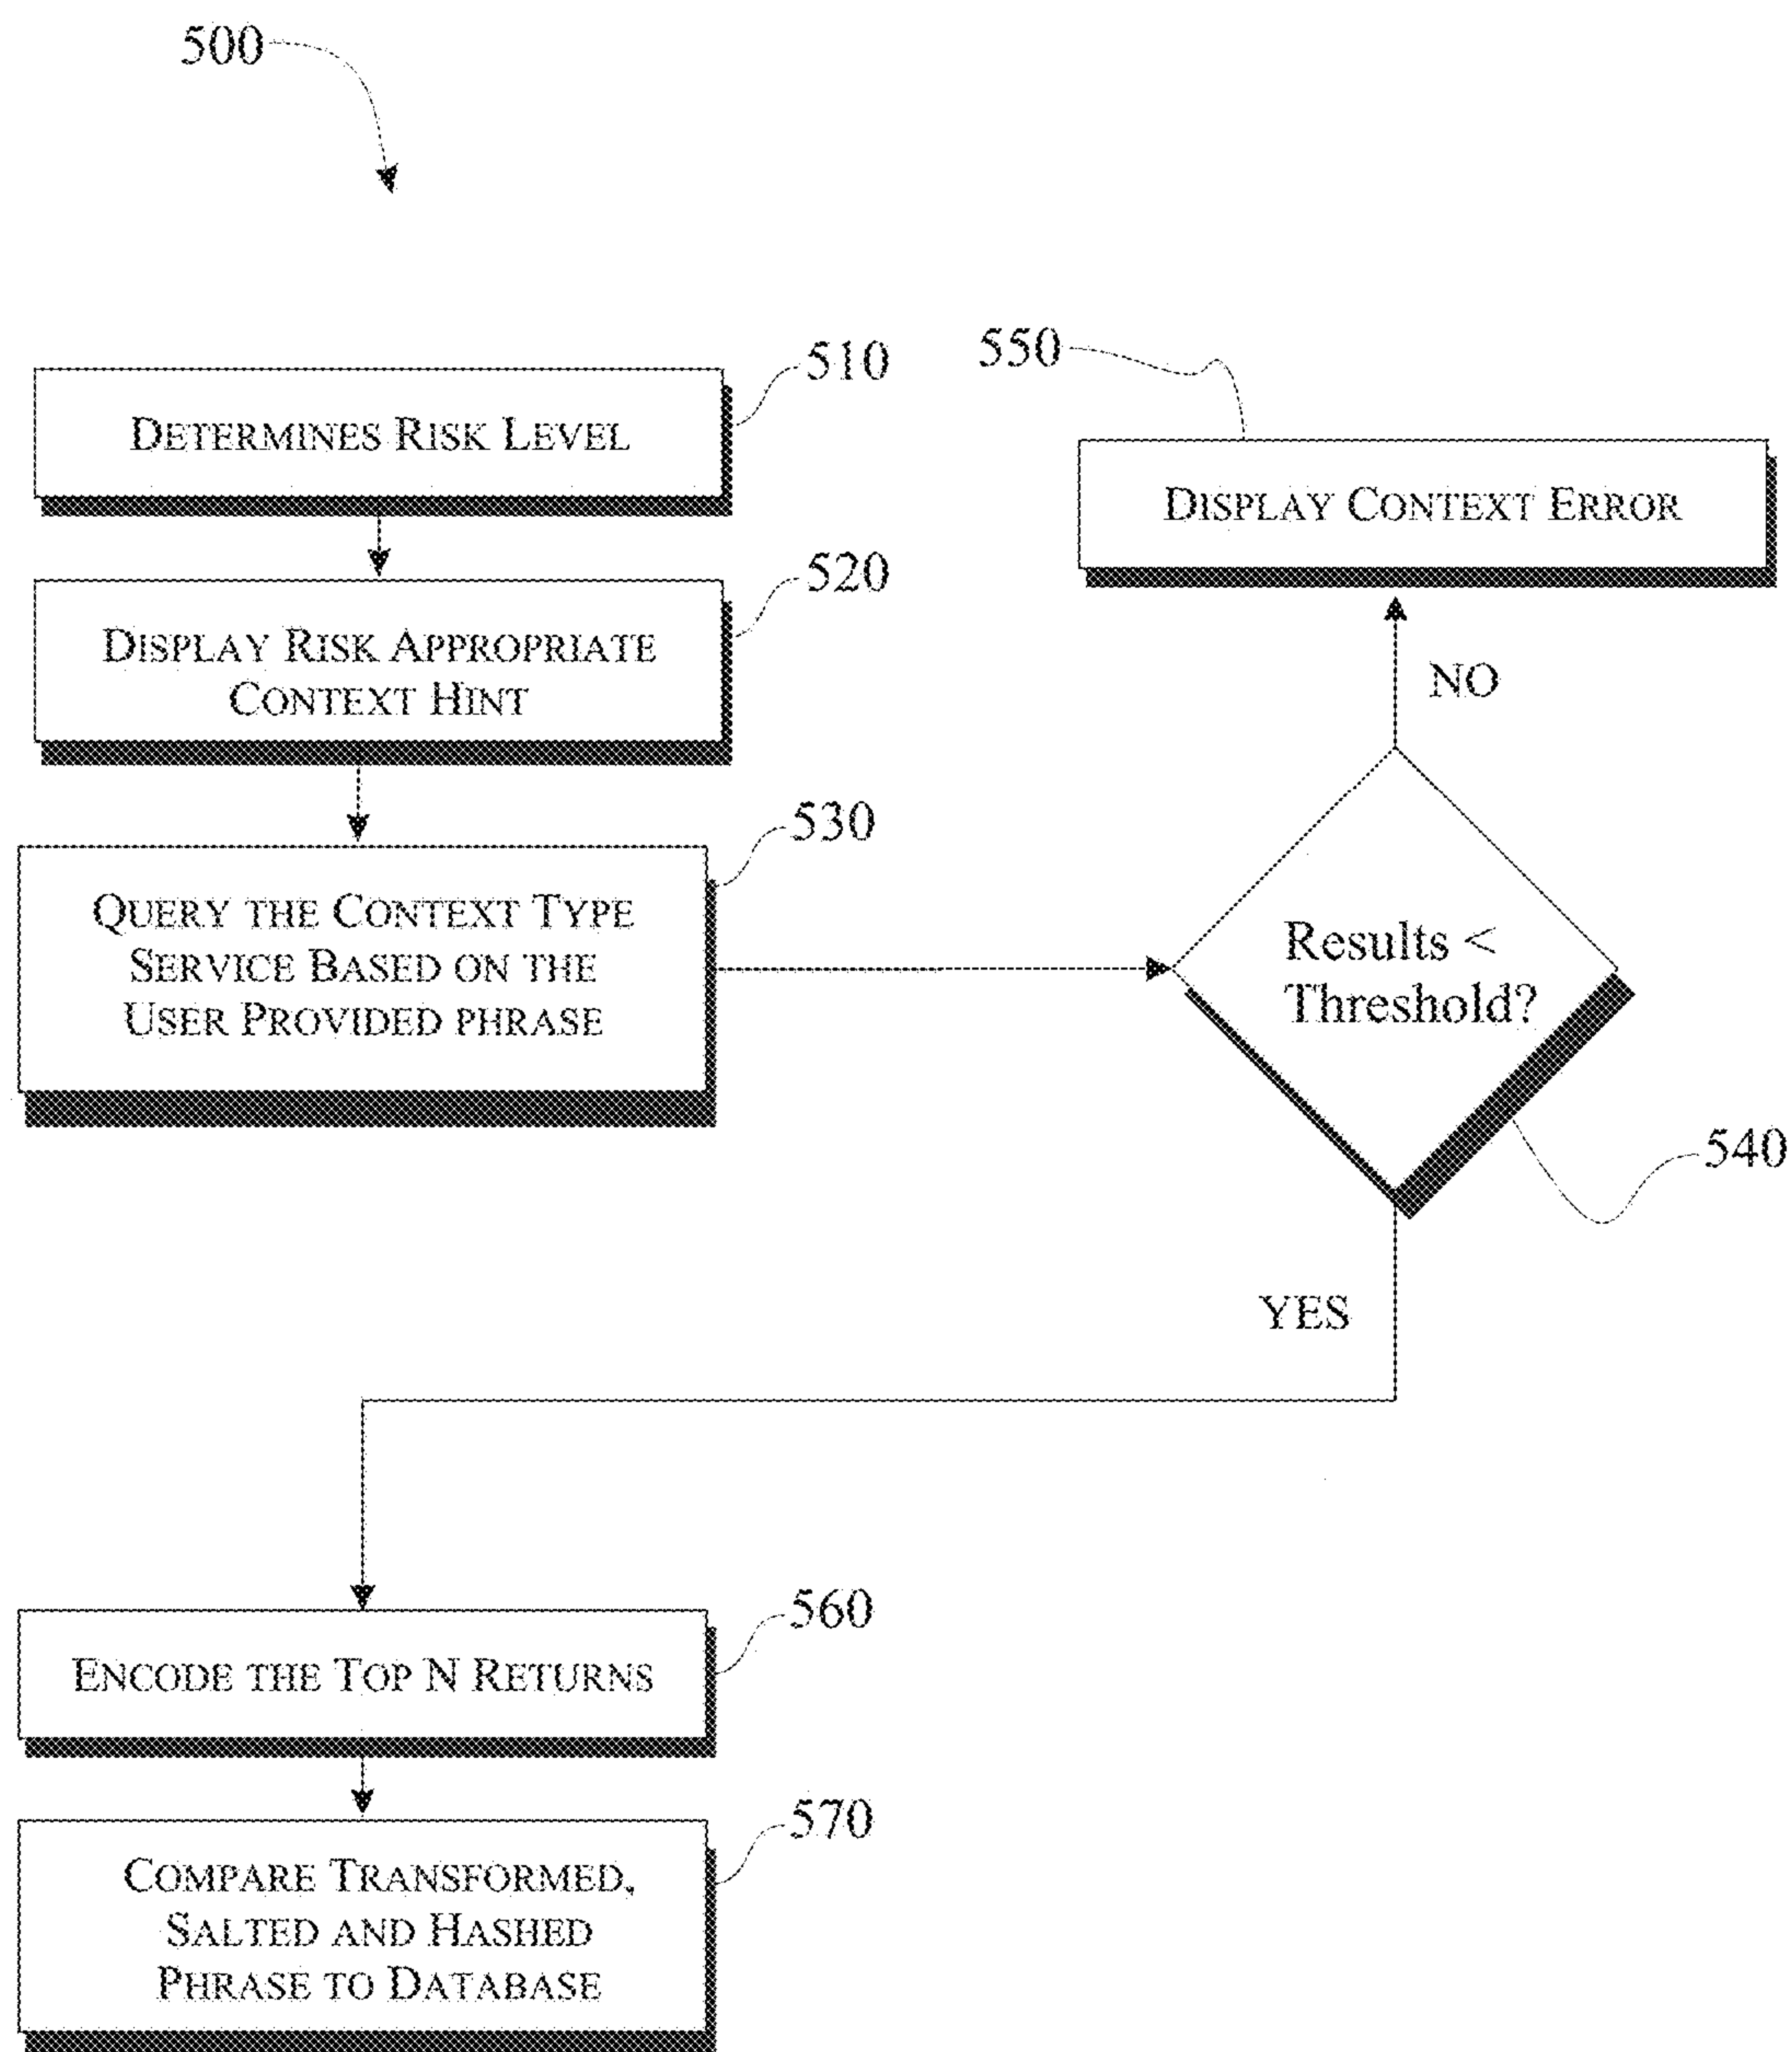 500
510
DETERMINES RISK LEVEL
550
DISPLAY CONTEXT ERROR
520
DISPLAY RISK APPROPRIATE
CONTEXT HINT
NO
530
QUERY THE CONTEXT TYPE
SERVICE BASED ON THE
USER PROVIDED PHRASE
Results <
Threshold?
540
YES
560
ENCODE THE TOP N RETURNS
570
COMPARE TRANSFORMED,
SALTED AND HASHED
PHRASE TO DATABASE